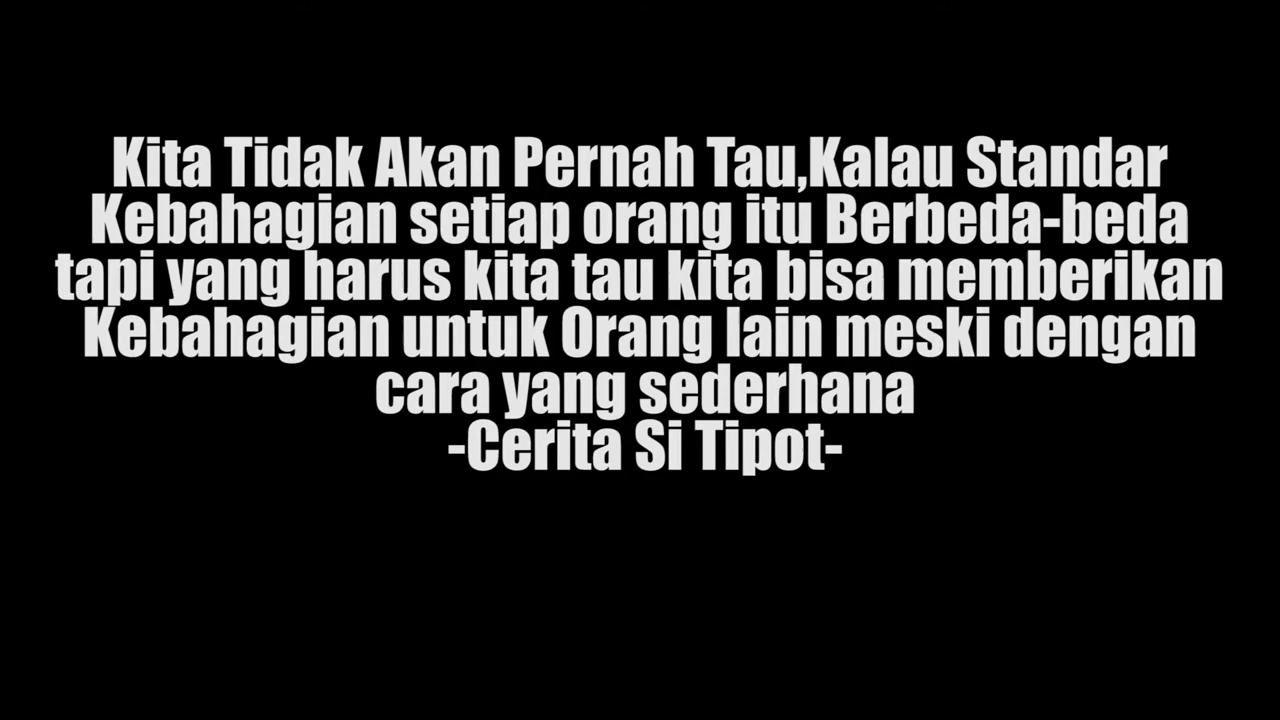 Kita Tidak Akan Pernah Tau,Kalau Standar
Kebahagian setiap orang itu Berbeda-beda
tapi yang harus kita tau kita bisa memberikan
Kebahagian untuk Orang lain meski dengan
cara yang sederhana
-Cerita Si Tipot-